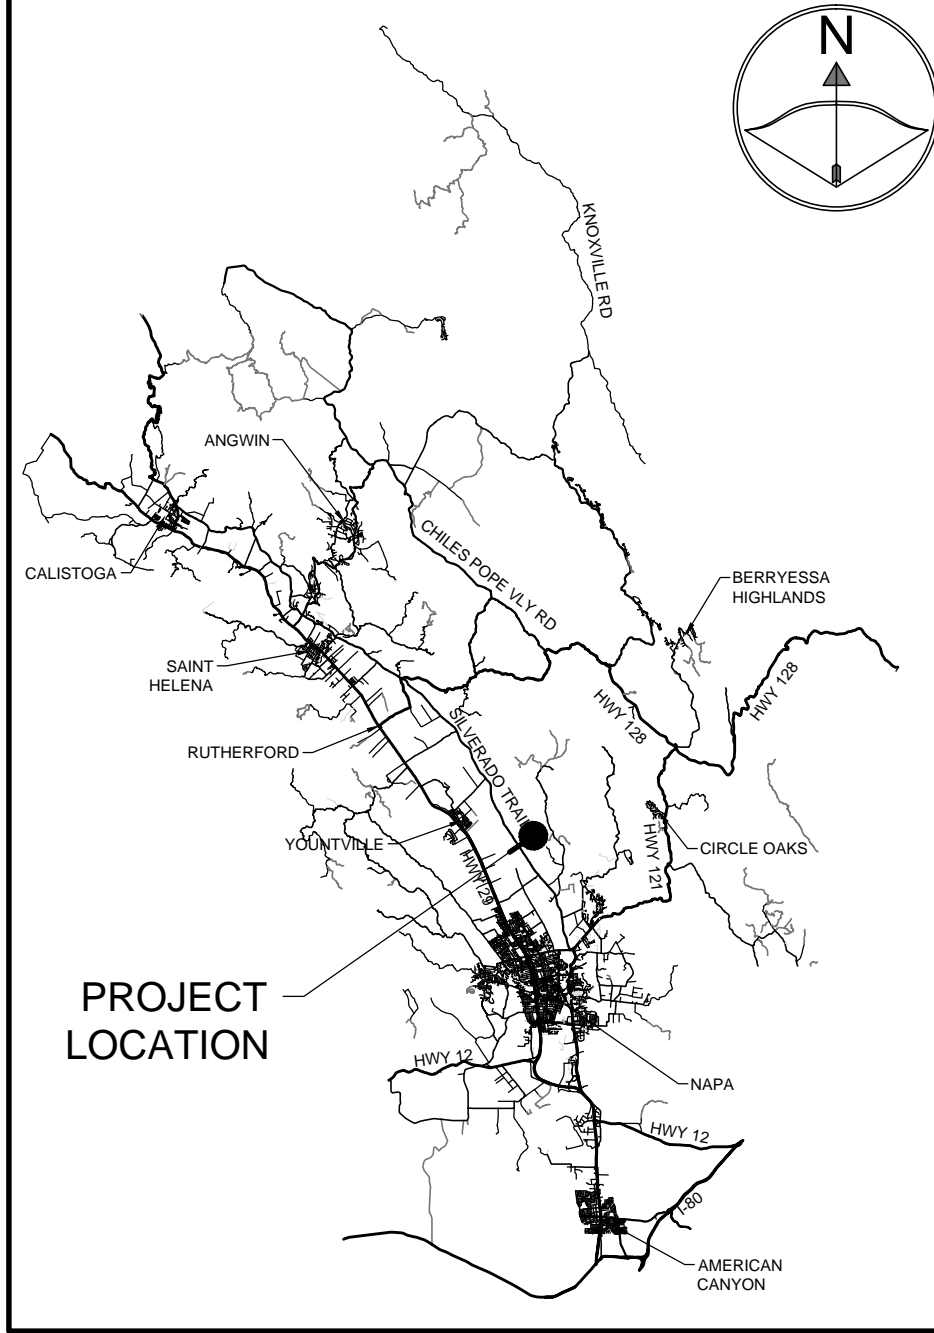 N
KNOXVILLE RD
ANGWIN
CHILES POPE VLY RD
CALISTOGA
BERRYESSA
HIGHLANDS
SAINT
HELENA
HWY 128
HWY 128
RUTHERFORD
SILVERADO TRAIL
YOUNTVILLE
HWY 29
HWY 121
CIRCLE OAKS
PROJECT
LOCATION
HWY 12
NAPA
HWY 12
I-80
AMERICAN
CANYON